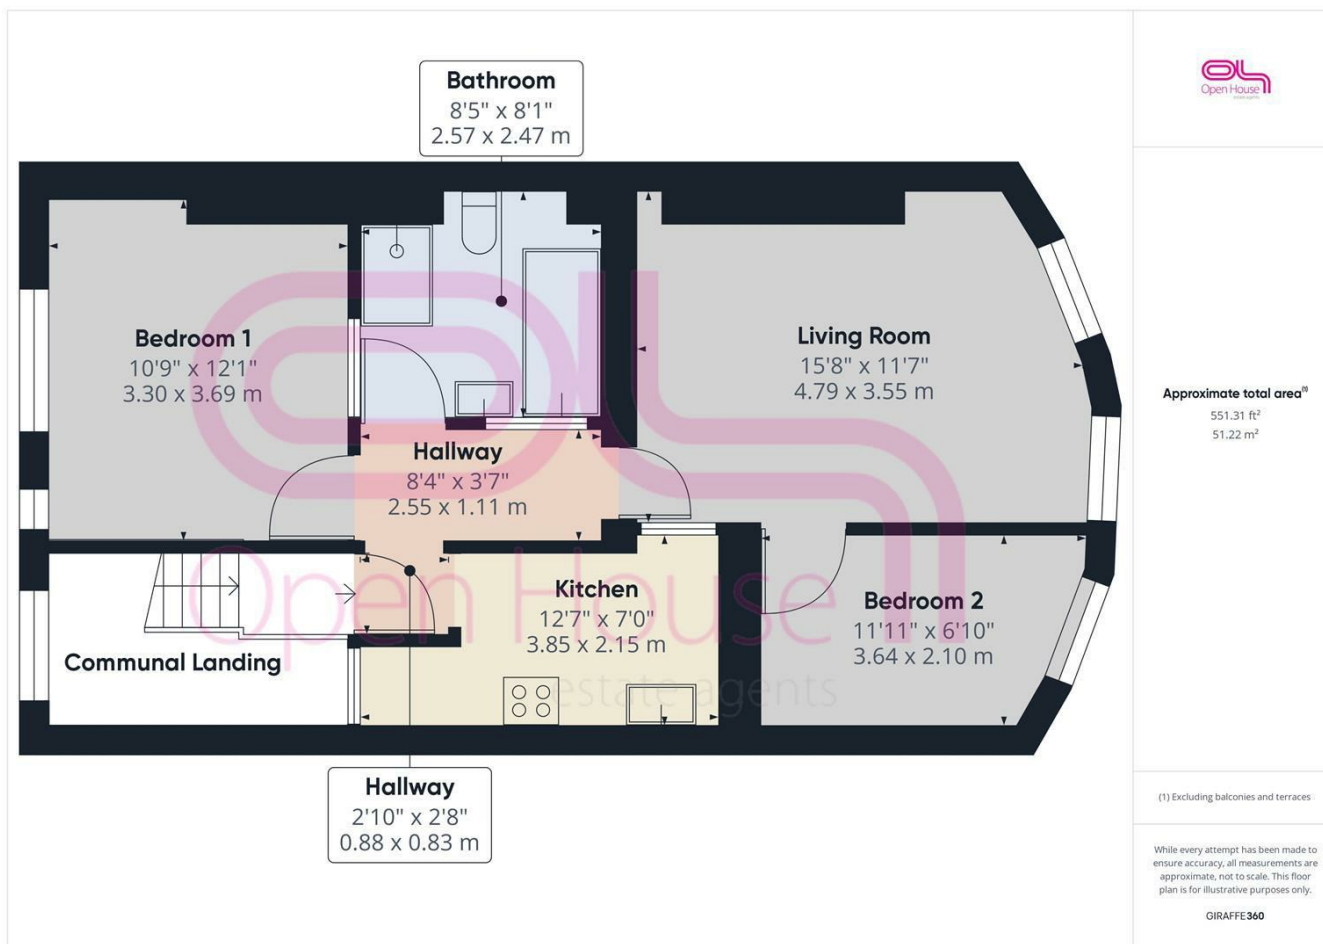 Bathroom
8'5" x 8'1"
2.57 x 2.47 m
Bedroom 1
10'9" x 12'1"
3.30 x 3.69 m
Hallway
8'4" x 3'7"
2.55 x 1.11 m
Living Room
15'8" x 11'7"
4.79 x 3.55 m
Kitchen
12'7" x 7'0"
3.85 x 2.15 m
Bedroom 2
11'11" x 6'10"
3.64 x 2.10 m
Communal Landing
Hallway
2'10" x 2'8"
0.88 x 0.83 m
Open House
estate agents
Open House
estate agents
Approximate total area(1)
551.31 ft²
51.22 m²
(1) Excluding balconies and terraces
While every attempt has been made to
ensure accuracy, all measurements are
approximate, not to scale. This floor
plan is for illustrative purposes only.
GIRAFFE360